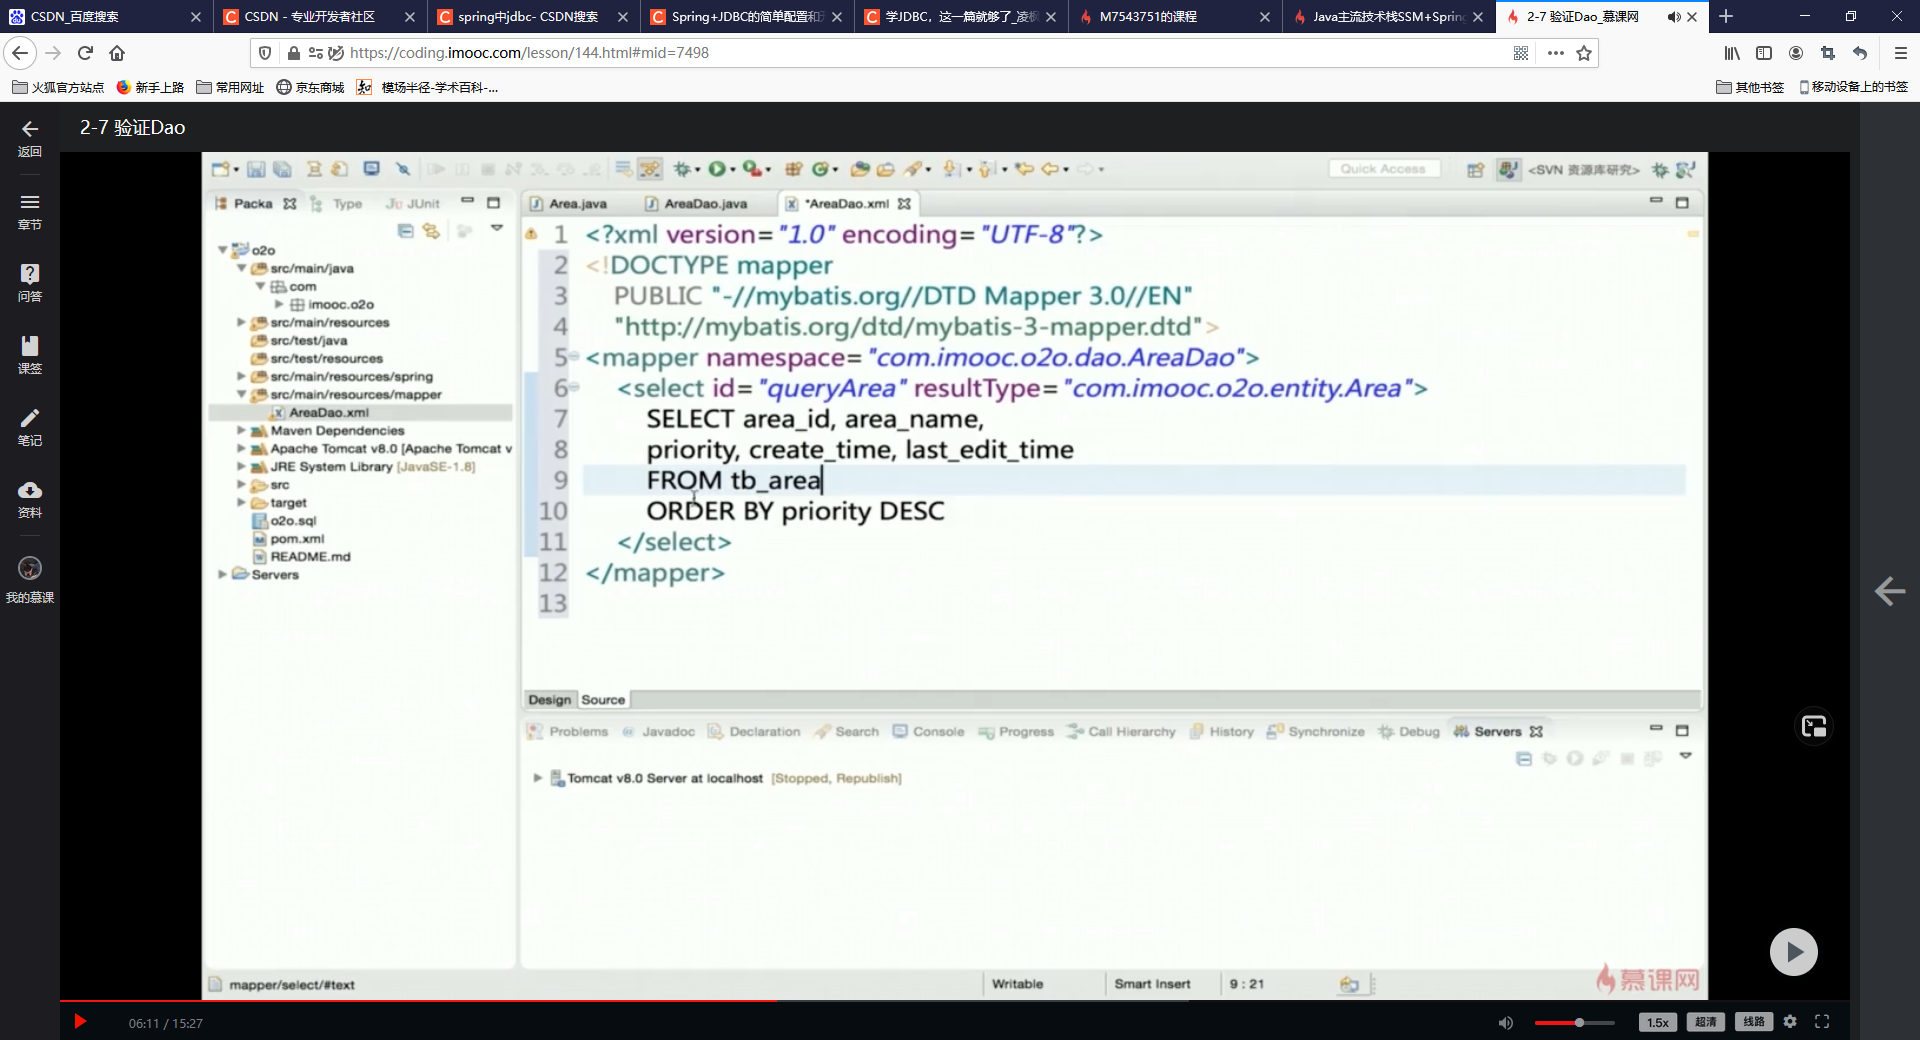 CSDN_百度搜索
CSDN - 专业开发者社区
spring中jdbc- CSDN搜索
Spring+JDBC的简单配置和
学JDBC，这一篇就够了_凌
M7543751的课程
Java主流技术栈SSM+Spring
2-7 验证Dao_慕课网
https://coding.imooc.com/lesson/144.html#mid=7498
火狐官方站点
新手上路
常用网址
京东商城
模场半径-学术百科-...
其他书签
移动设备上的书签
返回
章节
问答
课签
笔记
资料
我的慕课
2-7 验证Dao
Quick Access
<SVN 资源库研究>
Packa
Type
JUnit
o2o
src/main/java
com
imooc.o2o
src/main/resources
src/test/java
src/test/resources
src/main/resources/spring
src/main/resources/mapper
AreaDao.xml
Maven Dependencies
Apache Tomcat v8.0 [Apache Tomcat v
JRE System Library [JavaSE-1.8]
src
target
o2o.sql
pom.xml
README.md
Servers
Area.java
AreaDao.java
*AreaDao.xml
1 <?xml version="1.0" encoding="UTF-8"?>
2 <!DOCTYPE mapper
3 PUBLIC "-//mybatis.org//DTD Mapper 3.0//EN"
4 "http://mybatis.org/dtd/mybatis-3-mapper.dtd">
5 <mapper namespace="com.imooc.o2o.dao.AreaDao">
6 <select id="queryArea" resultType="com.imooc.o2o.entity.Area">
7 SELECT area_id, area_name,
8 priority, create_time, last_edit_time
9 FROM tb_area
10 ORDER BY priority DESC
11 </select>
12 </mapper>
13
Design
Source
Problems
Javadoc
Declaration
Search
Console
Progress
Call Hierarchy
History
Synchronize
Debug
Servers
Tomcat v8.0 Server at localhost [Stopped, Republish]
mapper/select/#text
Writable
Smart Insert
9 : 21
慕课网
06:11 / 15:27
1.5x
超清
线路